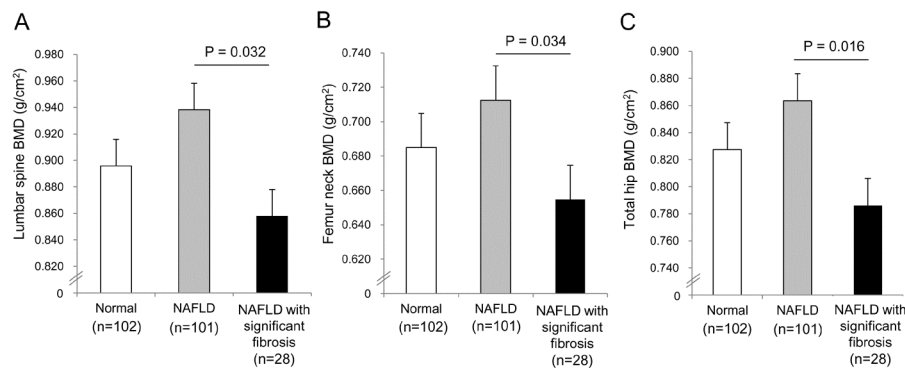 A
P = 0.032
Lumbar spine BMD (g/cm²)
0.980
0.960
0.940
0.920
0.900
0.880
0.860
0.840
0.820
0
Normal
(n=102)
NAFLD
(n=101)
NAFLD with
significant
fibrosis
(n=28)
B
P = 0.034
Femur neck BMD (g/cm²)
0.740
0.720
0.700
0.680
0.660
0.640
0.620
0
Normal
(n=102)
NAFLD
(n=101)
NAFLD with
significant
fibrosis
(n=28)
C
P = 0.016
Total hip BMD (g/cm²)
0.900
0.880
0.860
0.840
0.820
0.800
0.780
0.760
0.740
0
Normal
(n=102)
NAFLD
(n=101)
NAFLD with
significant
fibrosis
(n=28)